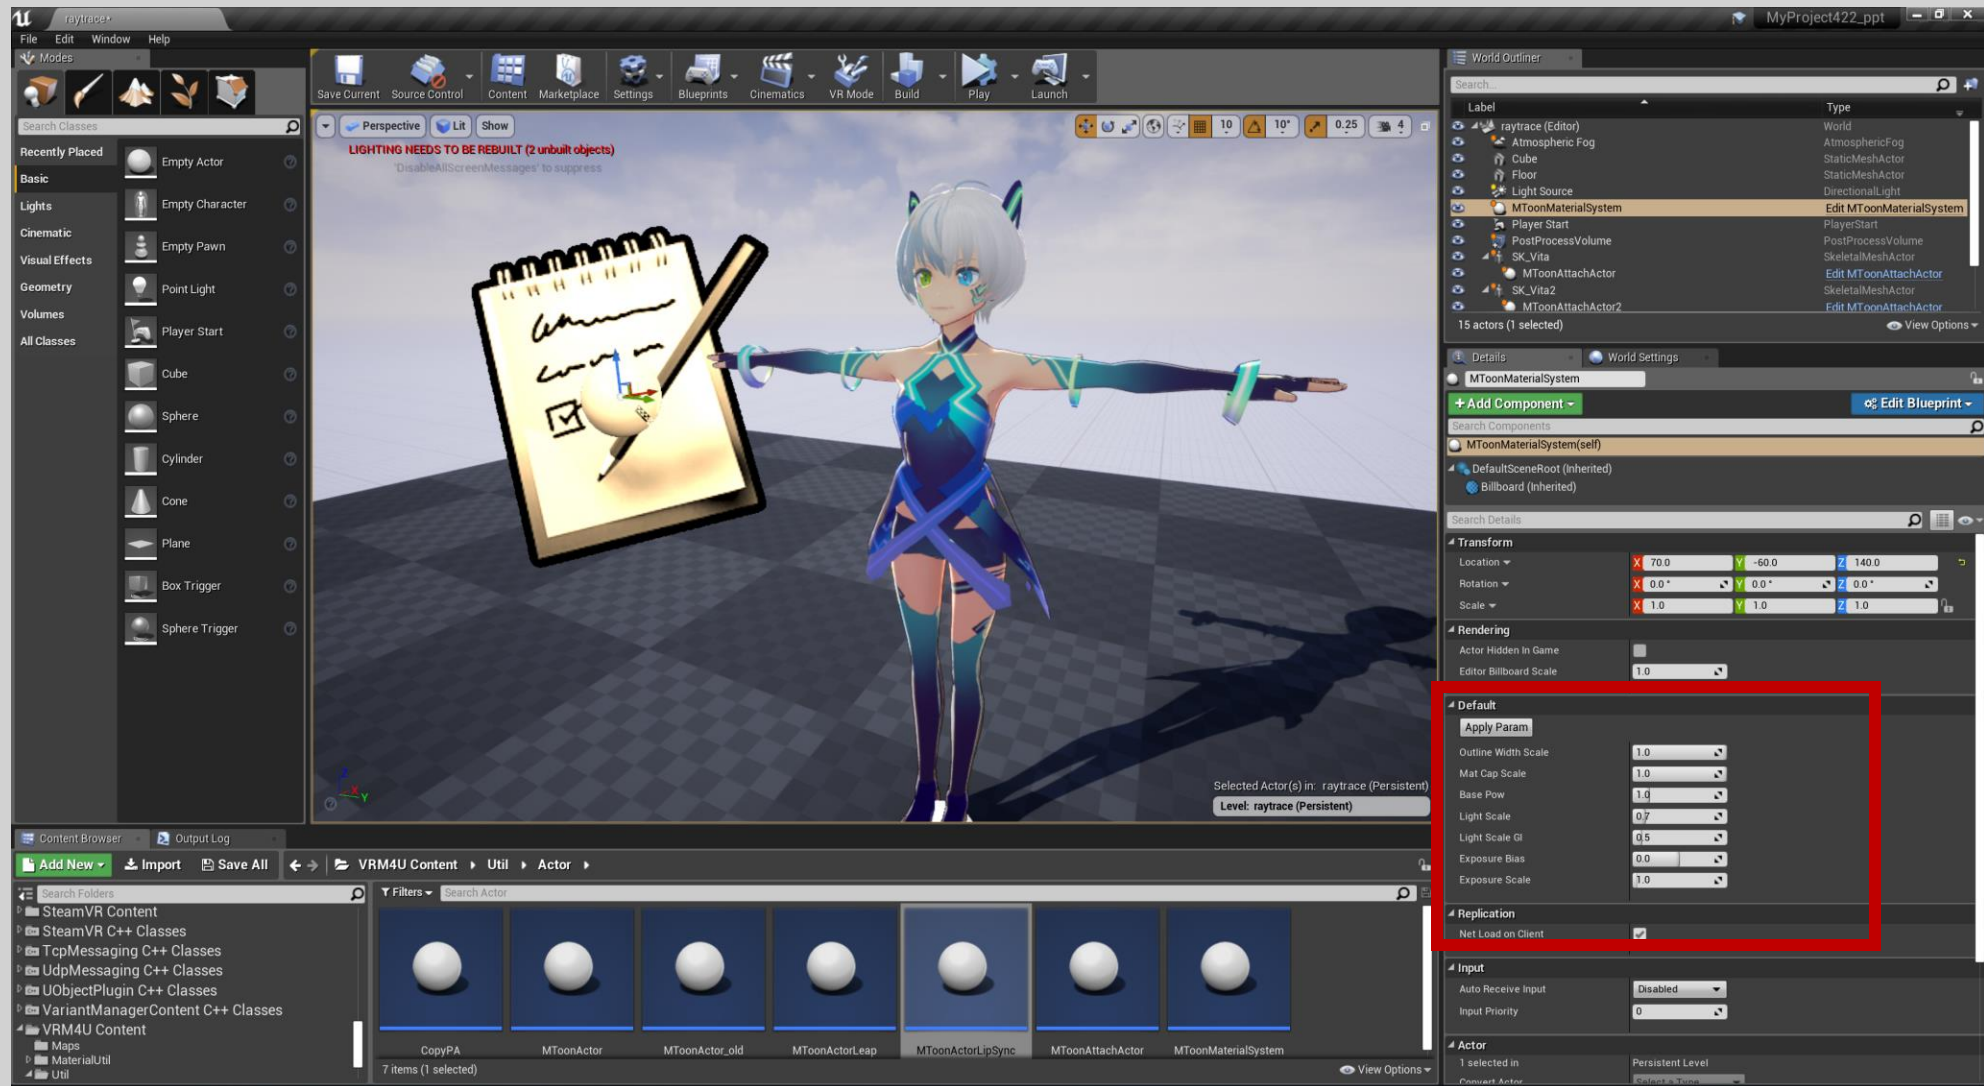 raytrace•
MyProject422_ppt
File Edit Window Help
Modes
Search Classes
Recently Placed
Basic
Lights
Cinematic
Visual Effects
Geometry
Volumes
All Classes
Empty Actor
Empty Character
Empty Pawn
Point Light
Player Start
Cube
Sphere
Cylinder
Cone
Plane
Box Trigger
Sphere Trigger
Save Current Source Control Content Marketplace Settings Blueprints Cinematics VR Mode Build Play Launch
Perspective Lit Show
10 10° 0.25 4
LIGHTING NEEDS TO BE REBUILT (2 unbuilt objects)
'DisableAllScreenMessages' to suppress
Z X Y
Selected Actor(s) in: raytrace (Persistent)
Level: raytrace (Persistent)
World Outliner
Search...
Label Type
raytrace (Editor) World
Atmospheric Fog AtmosphericFog
Cube StaticMeshActor
Floor StaticMeshActor
Light Source DirectionalLight
MToonMaterialSystem Edit MToonMaterialSystem
Player Start PlayerStart
PostProcessVolume PostProcessVolume
SK_Vita SkeletalMeshActor
MToonAttachActor Edit MToonAttachActor
SK_Vita2 SkeletalMeshActor
MToonAttachActor2 Edit MToonAttachActor
15 actors (1 selected) View Options
Details World Settings
MToonMaterialSystem
+Add Component Edit Blueprint
Search Components
MToonMaterialSystem(self)
DefaultSceneRoot (Inherited)
Billboard (Inherited)
Search Details
Transform
Location X 70.0 Y -60.0 Z 140.0
Rotation X 0.0° Y 0.0° Z 0.0°
Scale X 1.0 Y 1.0 Z 1.0
Rendering
Actor Hidden In Game
Editor Billboard Scale 1.0
Default
Apply Param
Outline Width Scale 1.0
Mat Cap Scale 1.0
Base Pow 1.0
Light Scale 0.7
Light Scale GI 0.5
Exposure Bias 0.0
Exposure Scale 1.0
Replication
Net Load on Client
Input
Auto Receive Input Disabled
Input Priority 0
Actor
1 selected in Persistent Level
Convert Actor Select a Type
Content Browser Output Log
Add New Import Save All VRM4U Content Util Actor
Search Folders
Filters Search Actor
SteamVR Content
SteamVR C++ Classes
TcpMessaging C++ Classes
UdpMessaging C++ Classes
UObjectPlugin C++ Classes
VariantManagerContent C++ Classes
VRM4U Content
Maps
MaterialUtil
Util
CopyPA MToonActor MToonActor_old MToonActorLeap MToonActorLipSync MToonAttachActor MToonMaterialSystem
7 items (1 selected) View Options